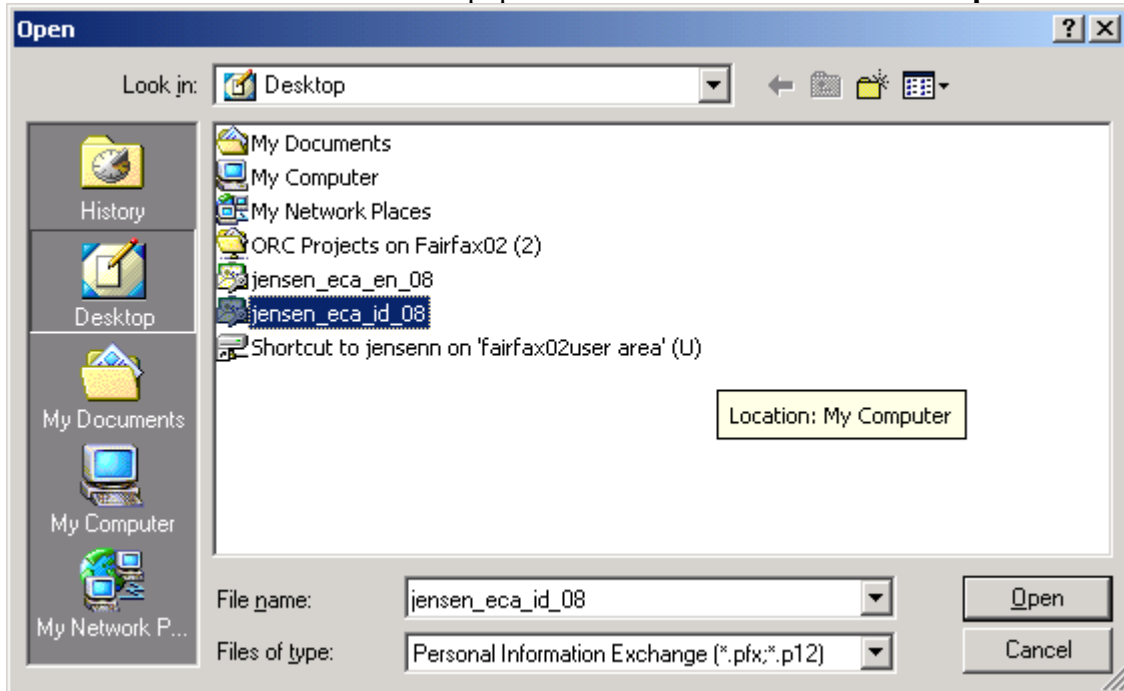 Open
Look in: Desktop
History
Desktop
My Documents
My Computer
My Network P...
My Documents
My Computer
My Network Places
ORC Projects on Fairfax02 (2)
jensen_eca_en_08
jensen_eca_id_08
Shortcut to jensenn on 'fairfax02user area' (U)
Location: My Computer
File name: jensen_eca_id_08 Open
Files of type: Personal Information Exchange (*.pfx;*.p12) Cancel